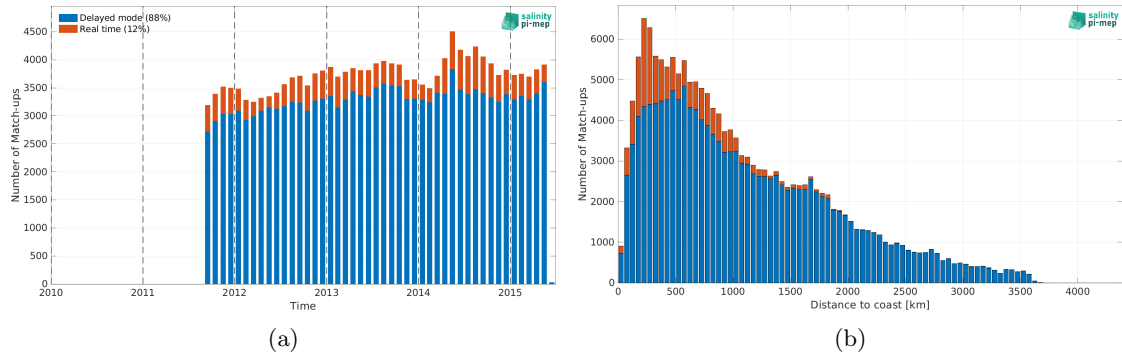 Delayed mode (88%)
Real time (12%)
salinity
pi-mep
4500
4000
3500
3000
2500
2000
1500
1000
500
0
Number of Match-ups
2010 2011 2012 2013 2014 2015
Time
(a)
salinity
pi-mep
6000
5000
4000
3000
2000
1000
0
Number of Match-ups
0 500 1000 1500 2000 2500 3000 3500 4000
Distance to coast [km]
(b)